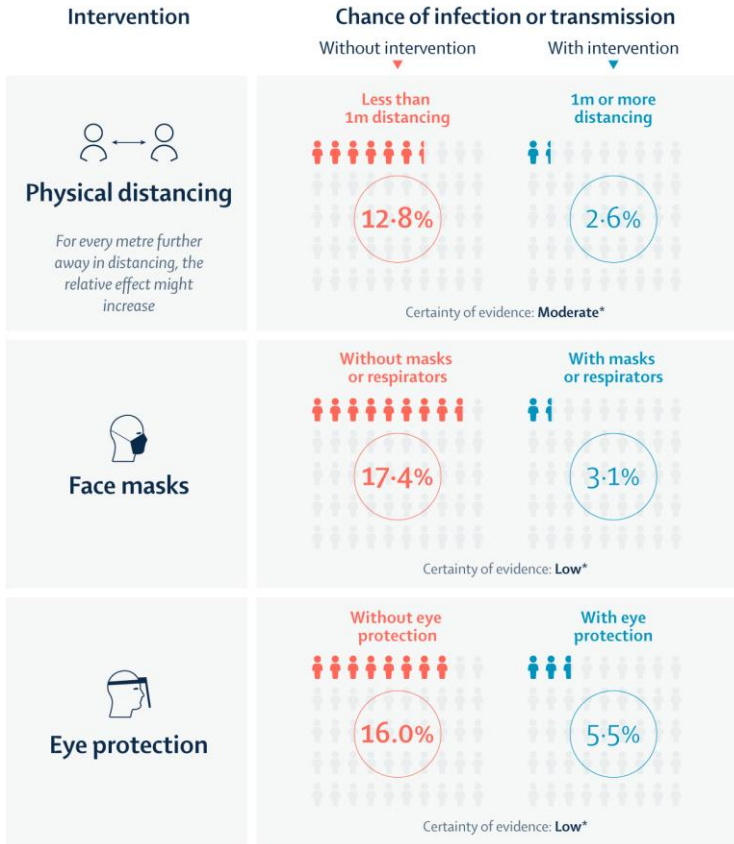 Intervention
Chance of infection or transmission
Without intervention
With intervention
Physical distancing
For every metre further
away in distancing, the
relative effect might
increase
Less than
1m distancing
12·8%
1m or more
distancing
2·6%
Certainty of evidence: Moderate*
Face masks
Without masks
or respirators
17·4%
With masks
or respirators
3·1%
Certainty of evidence: Low*
Eye protection
Without eye
protection
16.0%
With eye
protection
5·5%
Certainty of evidence: Low*